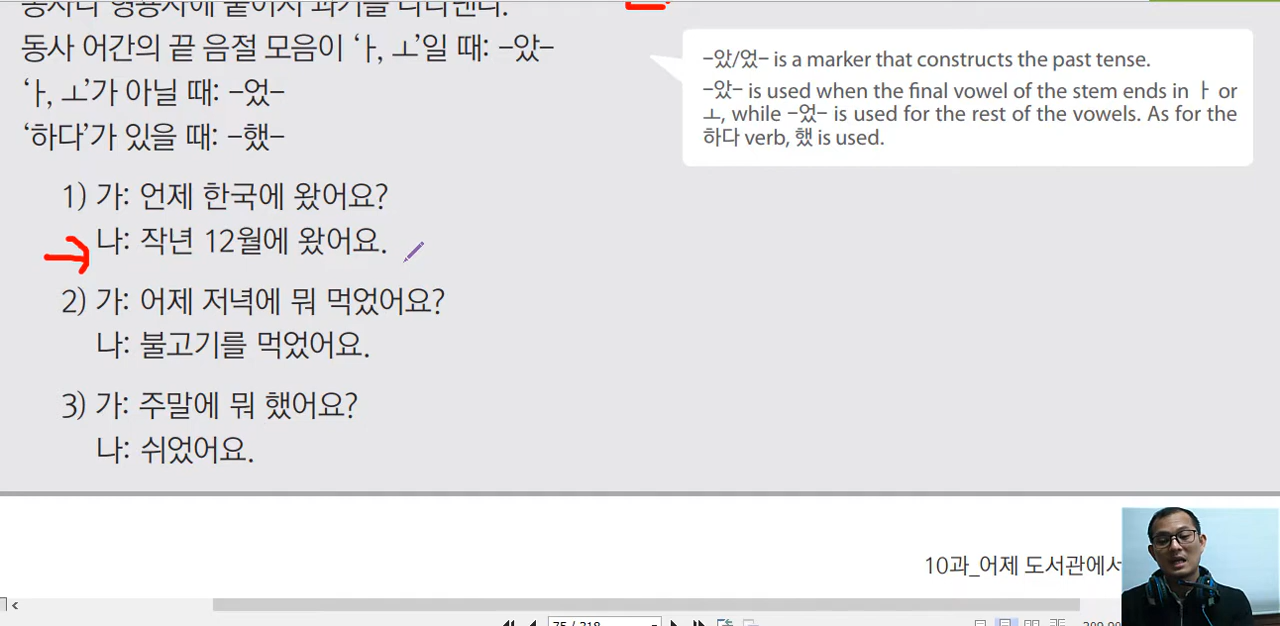 동사 어간의 끝 음절 모음이 ‘ㅏ, ㅗ’일 때: –았–
‘ㅏ, ㅗ’가 아닐 때: –었–
‘하다’가 있을 때: –했–
–았/었– is a marker that constructs the past tense.
–았– is used when the final vowel of the stem ends in ㅏ or
ㅗ, while –었– is used for the rest of the vowels. As for the
하다 verb, 했 is used.
1) 가: 언제 한국에 왔어요?
나: 작년 12월에 왔어요.
2) 가: 어제 저녁에 뭐 먹었어요?
나: 불고기를 먹었어요.
3) 가: 주말에 뭐 했어요?
나: 쉬었어요.
10과_어제 도서관에서
75 / 218